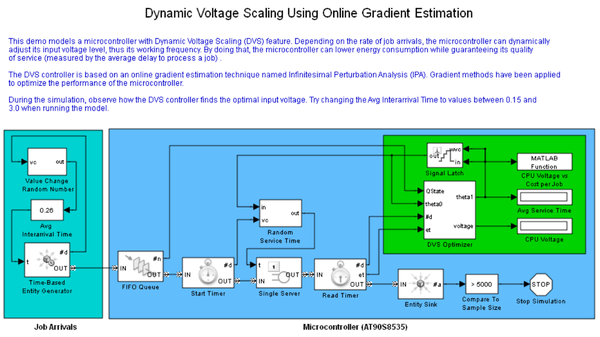 Dynamic Voltage Scaling Using Online Gradient Estimation
This demo models a microcontroller with Dynamic Voltage Scaling (DVS) feature. Depending on the rate of job arrivals, the microcontroller can dynamically
adjust its input voltage level, thus its working frequency. By doing that, the microcontroller can lower energy consumption while guaranteeing its quality
of service (measured by the average delay to process a job) .
The DVS controller is based on an online gradient estimation technique named Infinitesimal Perturbation Analysis (IPA). Gradient methods have been applied
to optimize the performance of the microcontroller.
During the simulation, observe how the DVS controller finds the optimal input voltage. Try changing the Avg Interarrival Time to values between 0.15 and
3.0 when running the model.
vc
out
Value Change
Random Number
0.26
Avg
Interarrival Time
t
#d
OUT
Time-Based
Entity Generator
Job Arrivals
IN
#n
OUT
FIFO Queue
IN
#d
OUT
Start Timer
in
vc
out
Random
Service Time
t
IN
OUT
Single Server
IN
#d
et
OUT
Read Timer
out
wvc
in
Signal Latch
QState
theta0
#d
et
theta1
voltage
DVS Optimizer
MATLAB
Function
CPU Voltage vs
Cost per Job
Avg Service Time
CPU Voltage
IN
#a
Entity Sink
> 5000
Compare To
Sample Size
STOP
Stop Simulation
Microcontroller (AT90S8535)